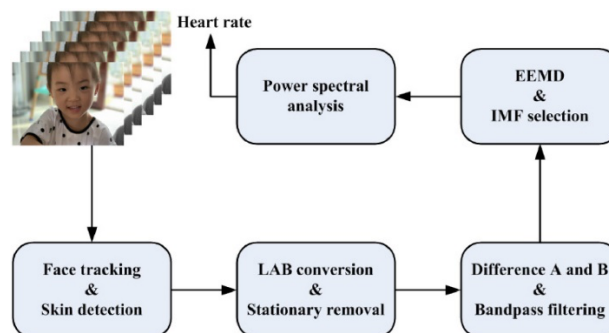 Heart rate
Power spectral
analysis
EEMD
&
IMF selection
Face tracking
&
Skin detection
LAB conversion
&
Stationary removal
Difference A and B
&
Bandpass filtering